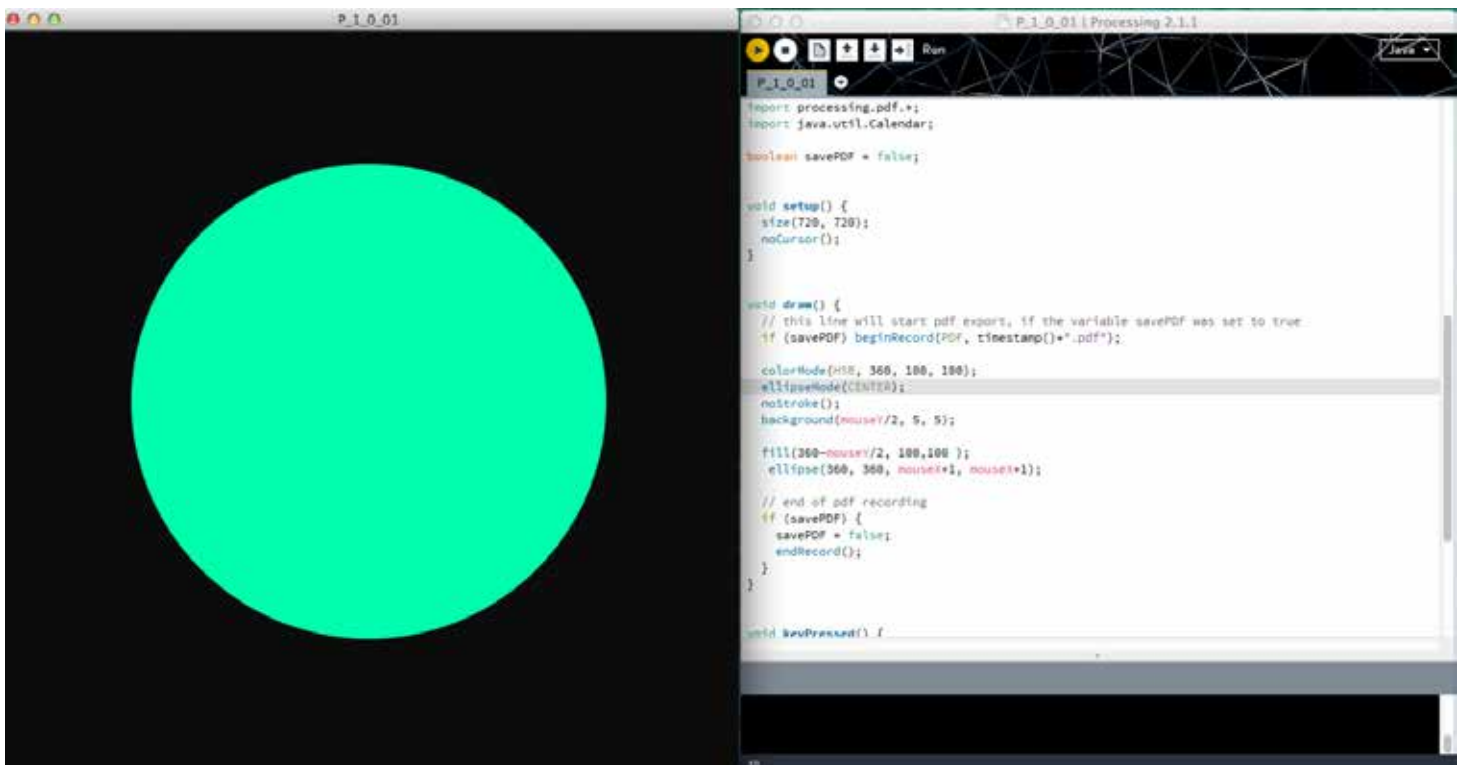 P_1_0_01
P_1_0_01 | Processing 2.1.1
Run
Java
P_1_0_01
import processing.pdf.*;
import java.util.Calendar;
boolean savePDF = false;
void setup() {
size(720, 720);
noCursor();
}
void draw() {
// this line will start pdf export, if the variable savePDF was set to true
if (savePDF) beginRecord(PDF, timestamp()+".pdf");
colorMode(HSB, 360, 100, 100);
ellipseMode(CENTER);
noStroke();
background(mouseY/2, 5, 5);
fill(360-mouseY/2, 100,100 );
ellipse(360, 360, mouseX+1, mouseX+1);
// end of pdf recording
if (savePDF) {
savePDF = false;
endRecord();
}
}
void keyPressed() {